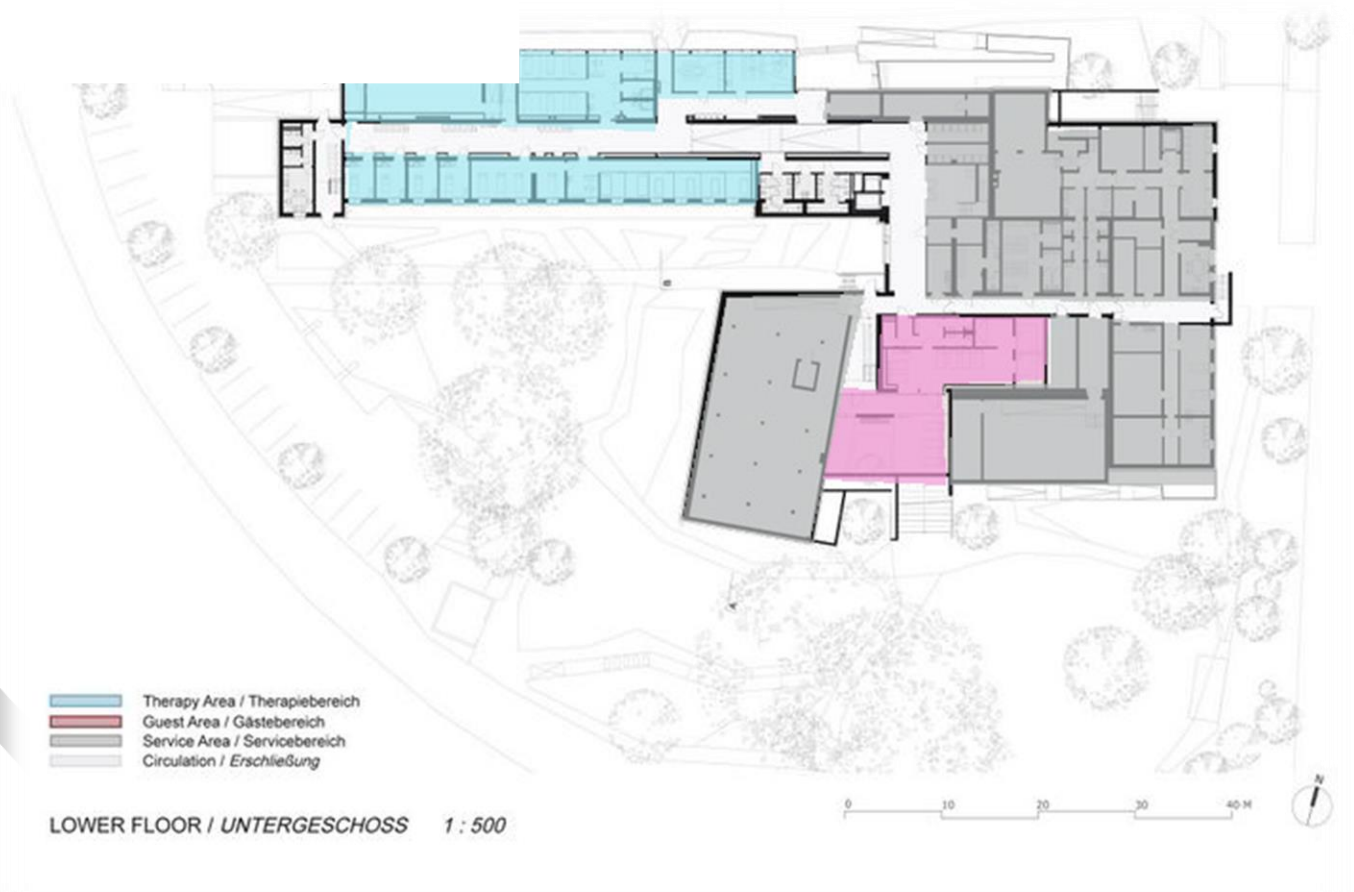 B
A
Therapy Area / Therapiebereich
Guest Area / Gästebereich
Service Area / Servicebereich
Circulation / Erschließung
LOWER FLOOR / UNTERGESCHOSS 1 : 500
0 10 20 30 40 M
N